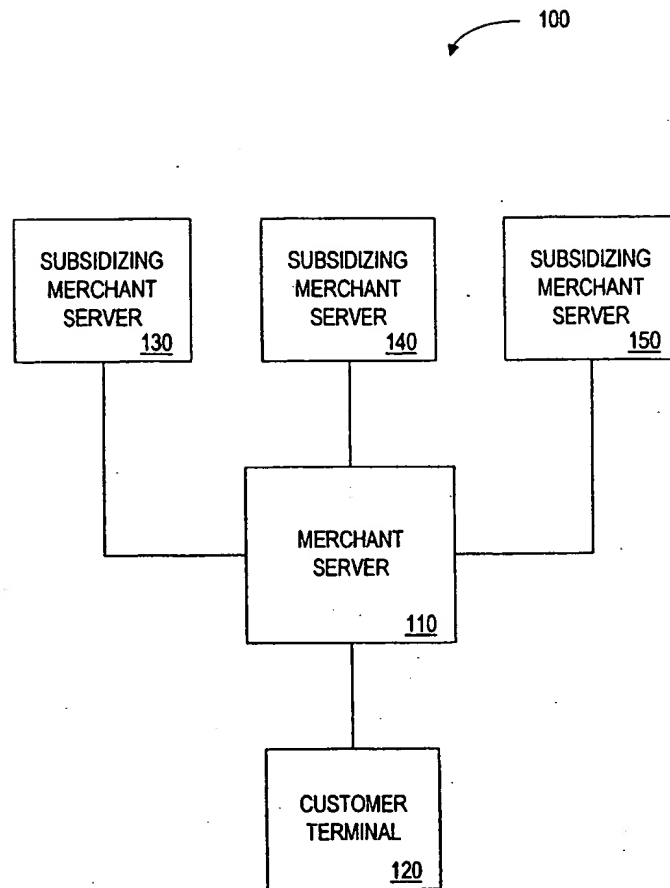 100
SUBSIDIZING
MERCHANT
SERVER
130
SUBSIDIZING
MERCHANT
SERVER
140
SUBSIDIZING
MERCHANT
SERVER
150
MERCHANT
SERVER
110
CUSTOMER
TERMINAL
120